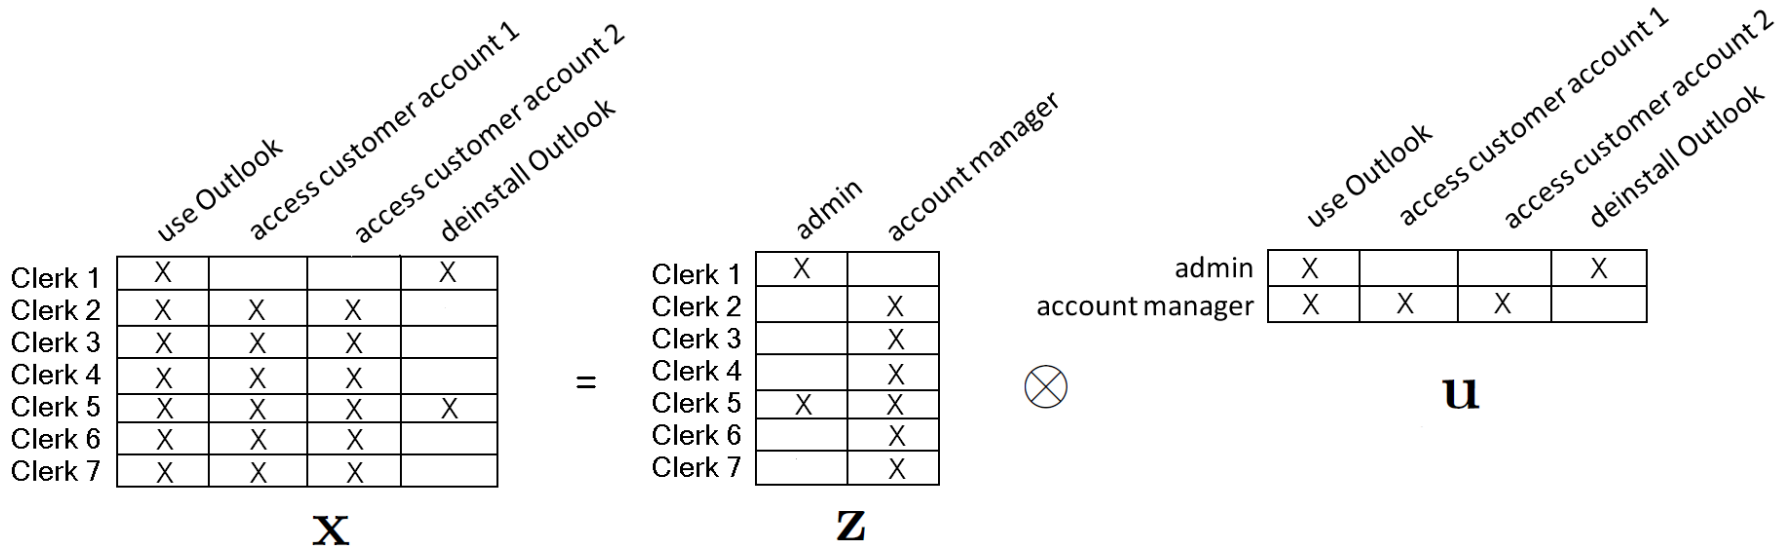 use Outlook
access customer account 1
access customer account 2
deinstall Outlook
Clerk 1 X X
Clerk 2 X X X
Clerk 3 X X X
Clerk 4 X X X
Clerk 5 X X X X
Clerk 6 X X X
Clerk 7 X X X
x
=
admin
account manager
Clerk 1 X
Clerk 2 X
Clerk 3 X
Clerk 4 X
Clerk 5 X X
Clerk 6 X
Clerk 7 X
z
⊗
use Outlook
access customer account 1
access customer account 2
deinstall Outlook
admin X X
account manager X X X
u